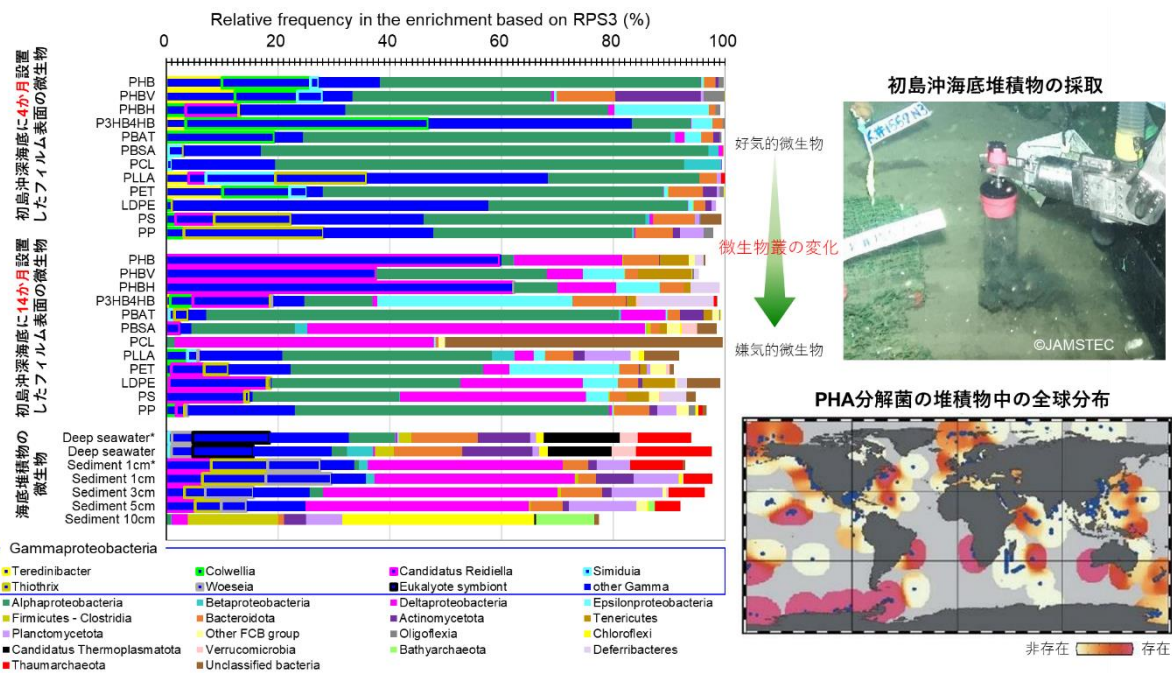 Relative frequency in the enrichment based on RPS3 (%)
0 20 40 60 80 100
初島沖深海底に4か月設置
したフィルム表面の微生物
PHB
PHBV
PHBH
P3HB4HB
PBAT
PBSA
PCL
PLLA
PET
LDPE
PS
PP
初島沖深海底に14か月設置
したフィルム表面の微生物
PHB
PHBV
PHBH
P3HB4HB
PBAT
PBSA
PCL
PLLA
PET
LDPE
PS
PP
海底堆積物の
微生物
Deep seawater*
Deep seawater
Sediment 1cm*
Sediment 1cm
Sediment 3cm
Sediment 5cm
Sediment 10cm
Gammaproteobacteria
Teredinibacter Colwellia Candidatus Reidiella Simiduia
Thiothrix Woeseia Eukalyote symbiont other Gamma
Alphaproteobacteria Betaproteobacteria Deltaproteobacteria Epsilonproteobacteria
Firmicutes - Clostridia Bacteroidota Actinomycetota Tenericutes
Planctomycetota Other FCB group Oligoflexia Chloroflexi
Candidatus Thermoplasmatota Verrucomicrobia Bathyarchaeota Deferribacteres
Thaumarchaeota Unclassified bacteria
好気的微生物
微生物叢の変化
嫌気的微生物
初島沖海底堆積物の採取
©JAMSTEC
PHA分解菌の堆積物中の全球分布
非存在 存在